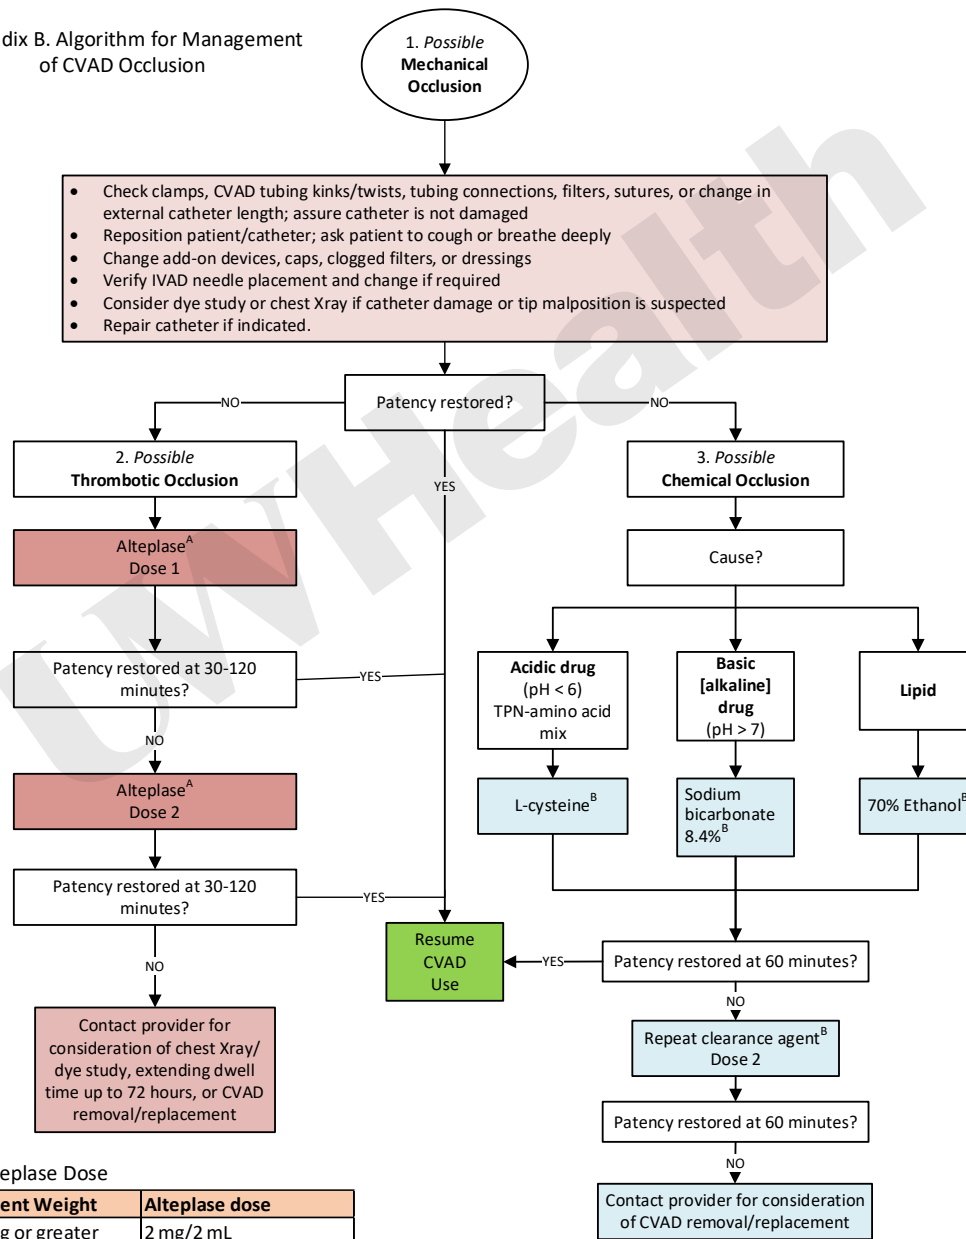 dix B. Algorithm for Management
of CVAD Occlusion
1. Possible
Mechanical
Occlusion
• Check clamps, CVAD tubing kinks/twists, tubing connections, filters, sutures, or change in
external catheter length; assure catheter is not damaged
• Reposition patient/catheter; ask patient to cough or breathe deeply
• Change add-on devices, caps, clogged filters, or dressings
• Verify IVAD needle placement and change if required
• Consider dye study or chest Xray if catheter damage or tip malposition is suspected
• Repair catheter if indicated.
Patency restored?
NO
NO
YES
2. Possible
Thrombotic Occlusion
Alteplase^A
Dose 1
Patency restored at 30-120
minutes?
YES
NO
Alteplase^A
Dose 2
Patency restored at 30-120
minutes?
YES
NO
Contact provider for
consideration of chest Xray/
dye study, extending dwell
time up to 72 hours, or CVAD
removal/replacement
3. Possible
Chemical Occlusion
Cause?
Acidic drug
(pH < 6)
TPN-amino acid
mix
Basic
[alkaline]
drug
(pH > 7)
Lipid
L-cysteine^B
Sodium
bicarbonate
8.4%^B
70% Ethanol^B
Resume
CVAD
Use
YES
Patency restored at 60 minutes?
NO
Repeat clearance agent^B
Dose 2
Patency restored at 60 minutes?
NO
Contact provider for consideration
of CVAD removal/replacement
teplase Dose
ent Weight
Alteplase dose
g or greater
2 mg/2 mL
UWHealth